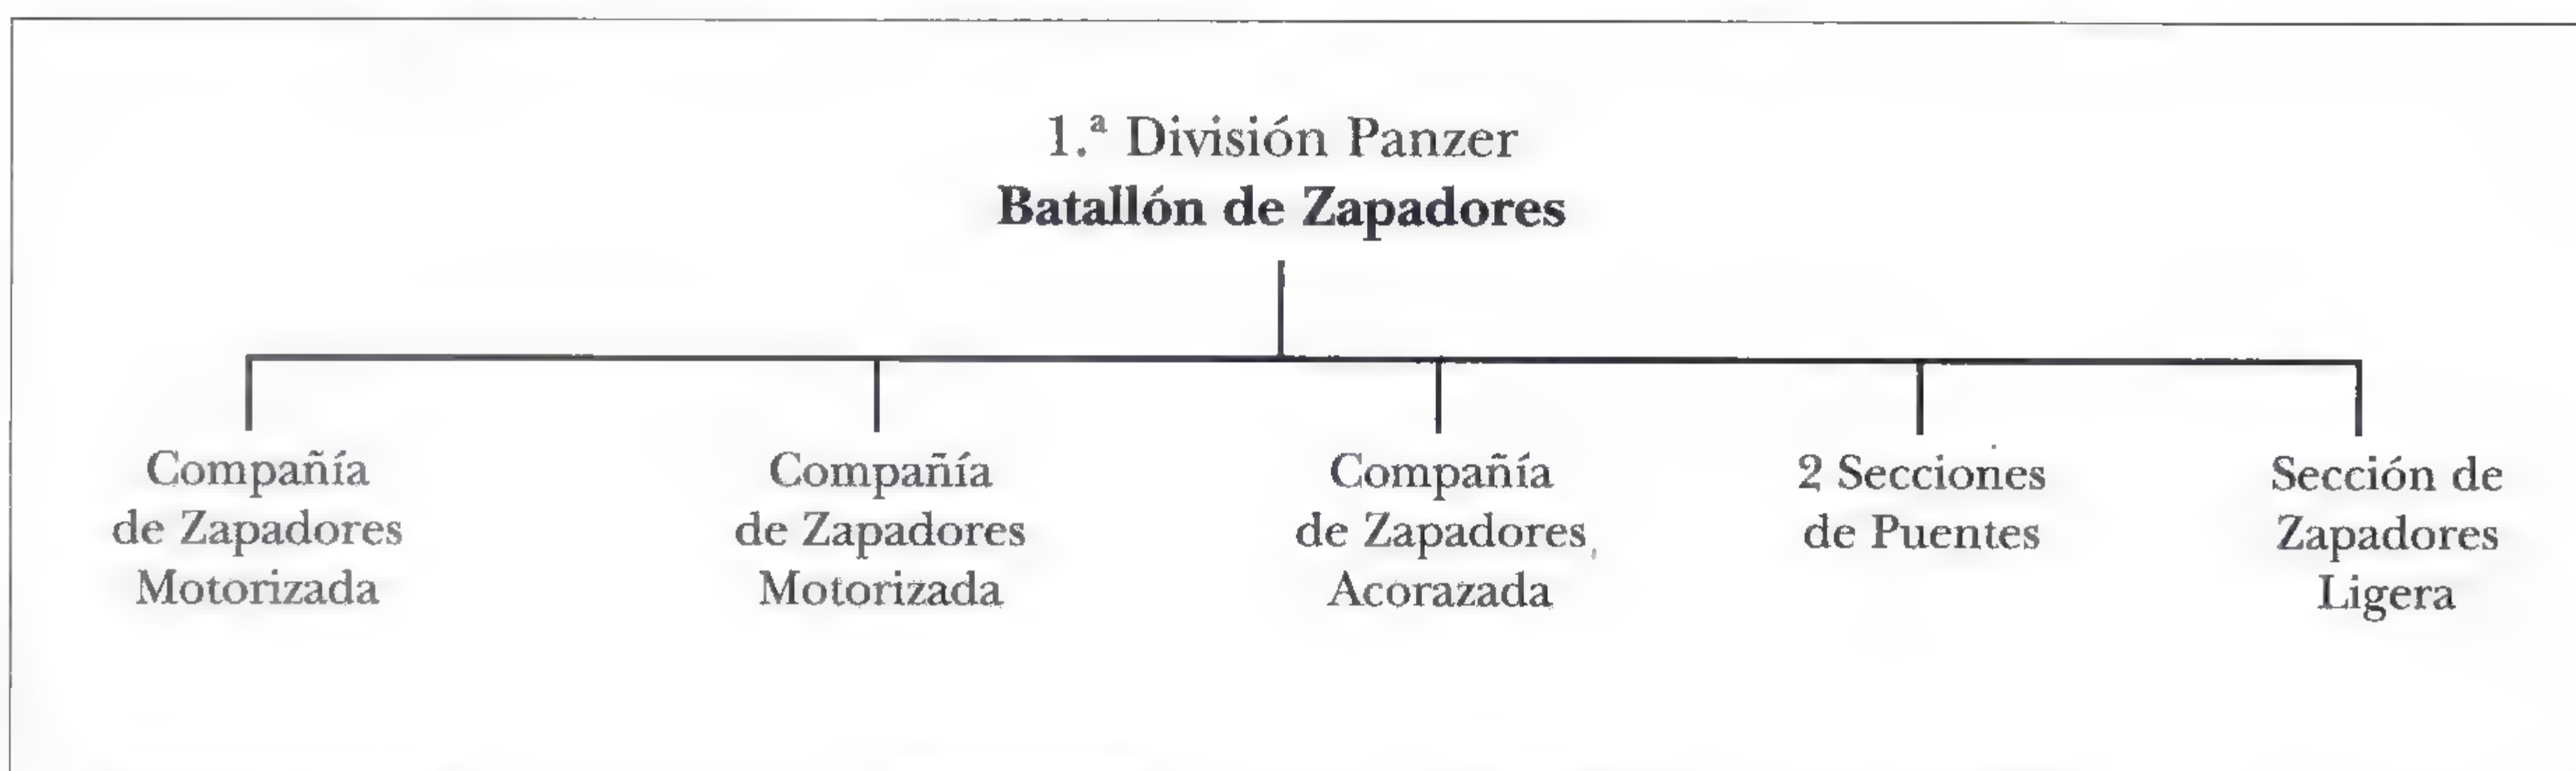 1.ª División Panzer
Batallón de Zapadores
Compañía
de Zapadores
Motorizada
Compañía
de Zapadores
Motorizada
Compañía
de Zapadores
Acorazada
2 Secciones
de Puentes
Sección de
Zapadores
Ligera